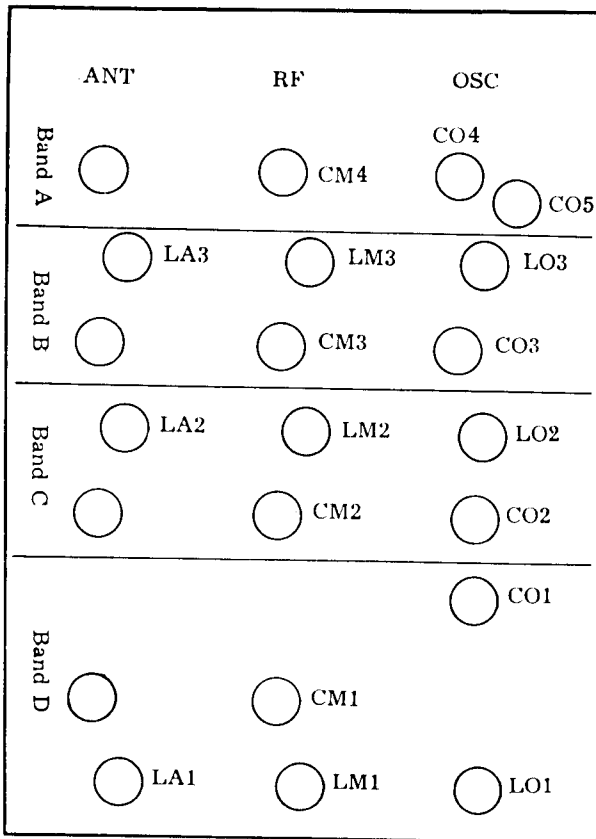 ANT RF OSC
Band A
CO4
CM4
CO5
Band B
LA3 LM3 LO3
CM3 CO3
Band C
LA2 LM2 LO2
CM2 CO2
Band D
CO1
CM1
LA1 LM1 LO1